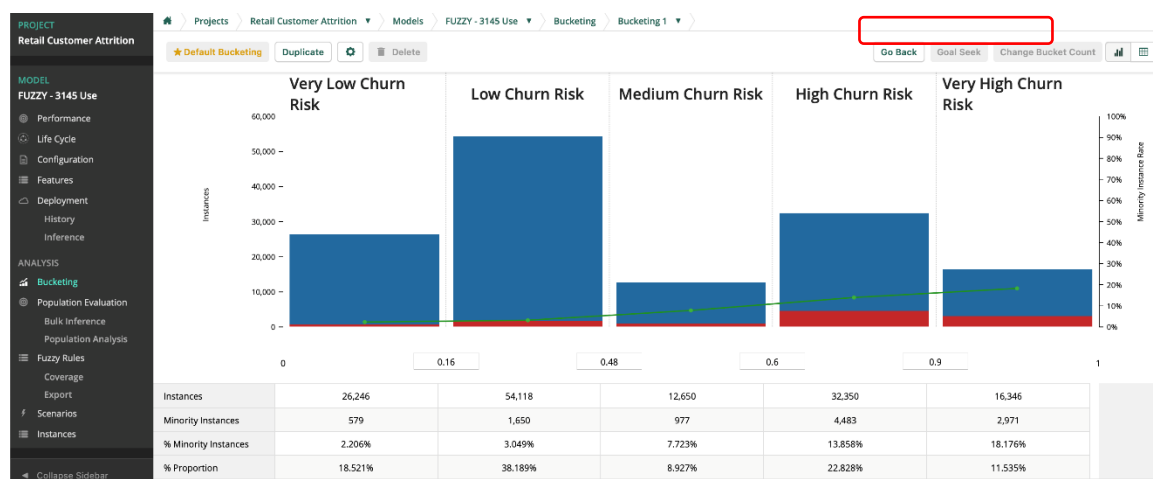 PROJECT
Retail Customer Attrition
MODEL
FUZZY - 3145 Use
Performance
Life Cycle
Configuration
Features
Deployment
History
Inference
ANALYSIS
Bucketing
Population Evaluation
Bulk Inference
Population Analysis
Fuzzy Rules
Coverage
Export
Scenarios
Instances
Collapse Sidebar
Projects Retail Customer Attrition Models FUZZY - 3145 Use Bucketing Bucketing 1
Default Bucketing Duplicate Delete Go Back Goal Seek Change Bucket Count
Very Low Churn
Risk
Low Churn Risk
Medium Churn Risk
High Churn Risk
Very High Churn
Risk
60,000
50,000
40,000
30,000
20,000
10,000
0
Instances
100%
90%
80%
70%
60%
50%
40%
30%
20%
10%
0%
Minority Instance Rate
0 0.16 0.48 0.6 0.9 1
Instances 26,246 54,118 12,650 32,350 16,346
Minority Instances 579 1,650 977 4,483 2,971
% Minority Instances 2.206% 3.049% 7.723% 13.858% 18.176%
% Proportion 18.521% 38.189% 8.927% 22.828% 11.535%